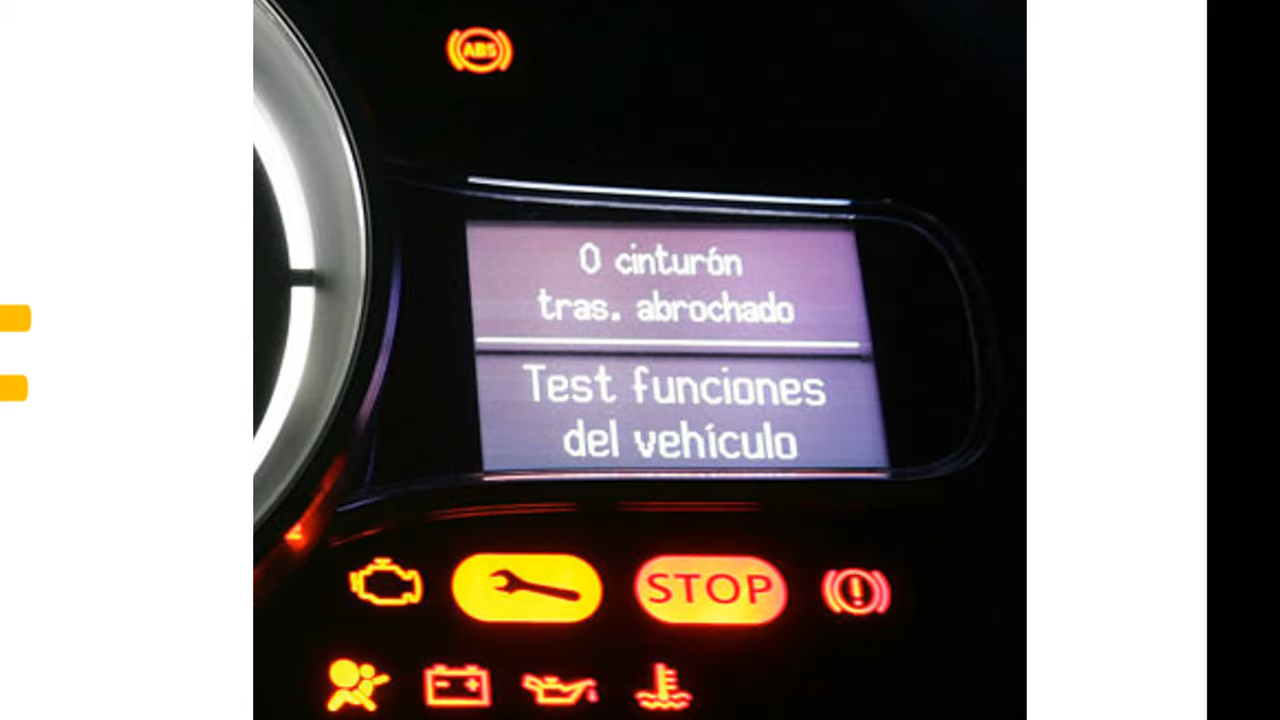 ABS
0 cinturón
tras. abrochado
Test funciones
del vehículo
STOP